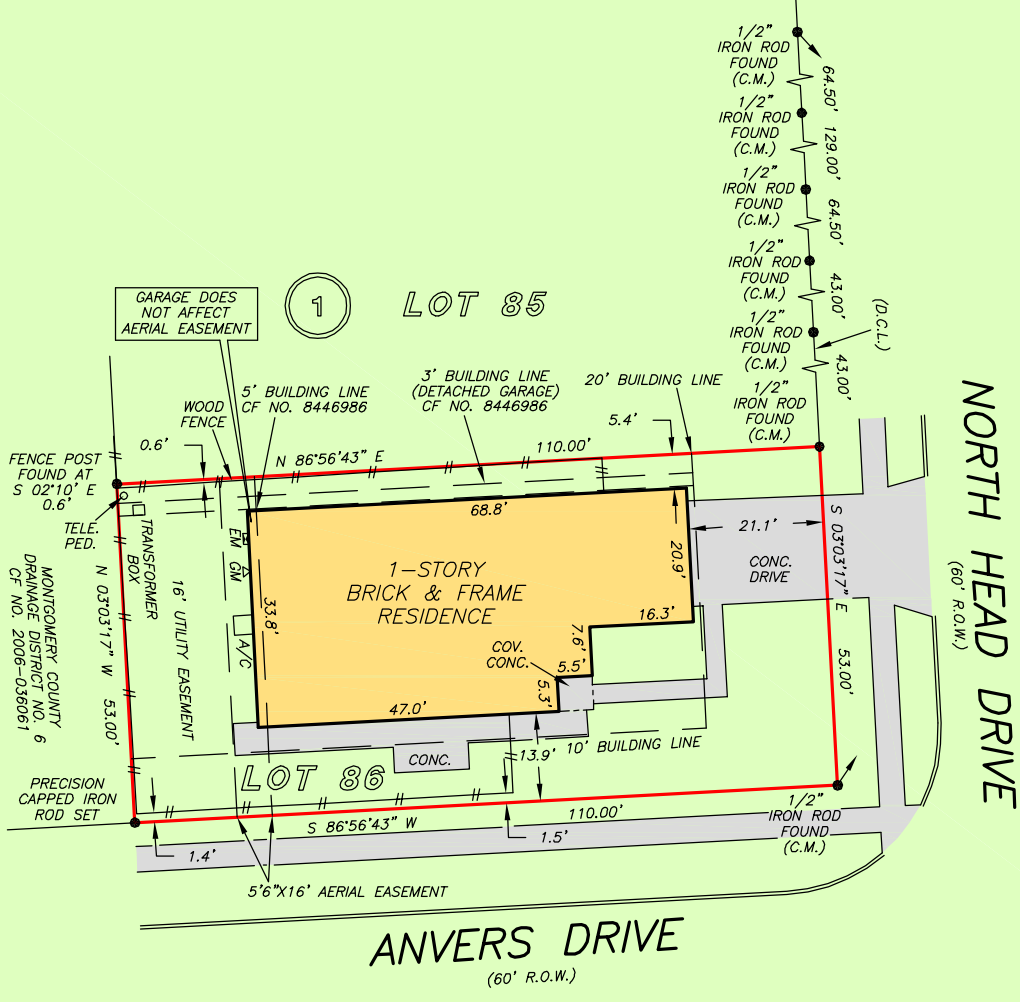 1/2"
IRON ROD
FOUND
(C.M.)
64.50'
1/2"
IRON ROD
FOUND
(C.M.)
129.00'
1/2"
IRON ROD
FOUND
(C.M.)
64.50'
1/2"
IRON ROD
FOUND
(C.M.)
43.00'
1/2"
IRON ROD
FOUND
(C.M.)
(D.C.L.)
43.00'
1/2"
IRON ROD
FOUND
(C.M.)
GARAGE DOES
NOT AFFECT
AERIAL EASEMENT
1
LOT 85
5' BUILDING LINE
CF NO. 8446986
3' BUILDING LINE
(DETACHED GARAGE)
CF NO. 8446986
20' BUILDING LINE
WOOD
FENCE
0.6'
5.4'
N 86°56'43" E
110.00'
FENCE POST
FOUND AT
S 02°10' E
0.6'
TELE.
PED.
TRANSFORMER
BOX
EM
GM
A/C
16' UTILITY EASEMENT
N 03°03'17" W
53.00'
MONTGOMERY COUNTY
DRAINAGE DISTRICT NO. 6
CF NO. 2006-036061
68.8'
1-STORY
BRICK & FRAME
RESIDENCE
33.8'
20.9'
21.1'
CONC.
DRIVE
S 03°03'17" E
53.00'
16.3'
7.6'
COV.
CONC.
5.5'
5.3'
47.0'
NORTH HEAD DRIVE
(60' R.O.W.)
13.9'
10' BUILDING LINE
CONC.
LOT 86
PRECISION
CAPPED IRON
ROD SET
S 86°56'43" W
110.00'
1/2"
IRON ROD
FOUND
(C.M.)
1.4'
1.5'
5'6"X16' AERIAL EASEMENT
ANVERS DRIVE
(60' R.O.W.)